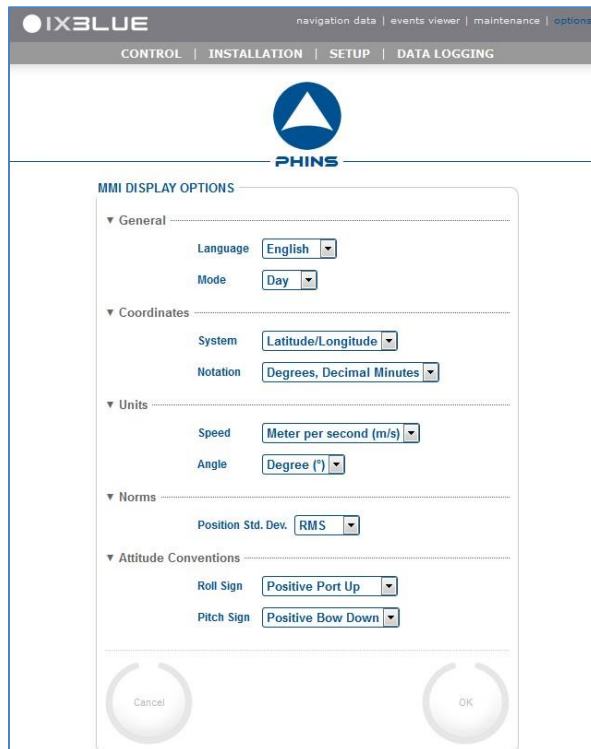 IXBLUE
navigation data | events viewer | maintenance | options
CONTROL | INSTALLATION | SETUP | DATA LOGGING
PHINS
MMI DISPLAY OPTIONS
▼ General
Language English
Mode Day
▼ Coordinates
System Latitude/Longitude
Notation Degrees, Decimal Minutes
▼ Units
Speed Meter per second (m/s)
Angle Degree (°)
▼ Norms
Position Std. Dev. RMS
▼ Attitude Conventions
Roll Sign Positive Port Up
Pitch Sign Positive Bow Down
Cancel OK